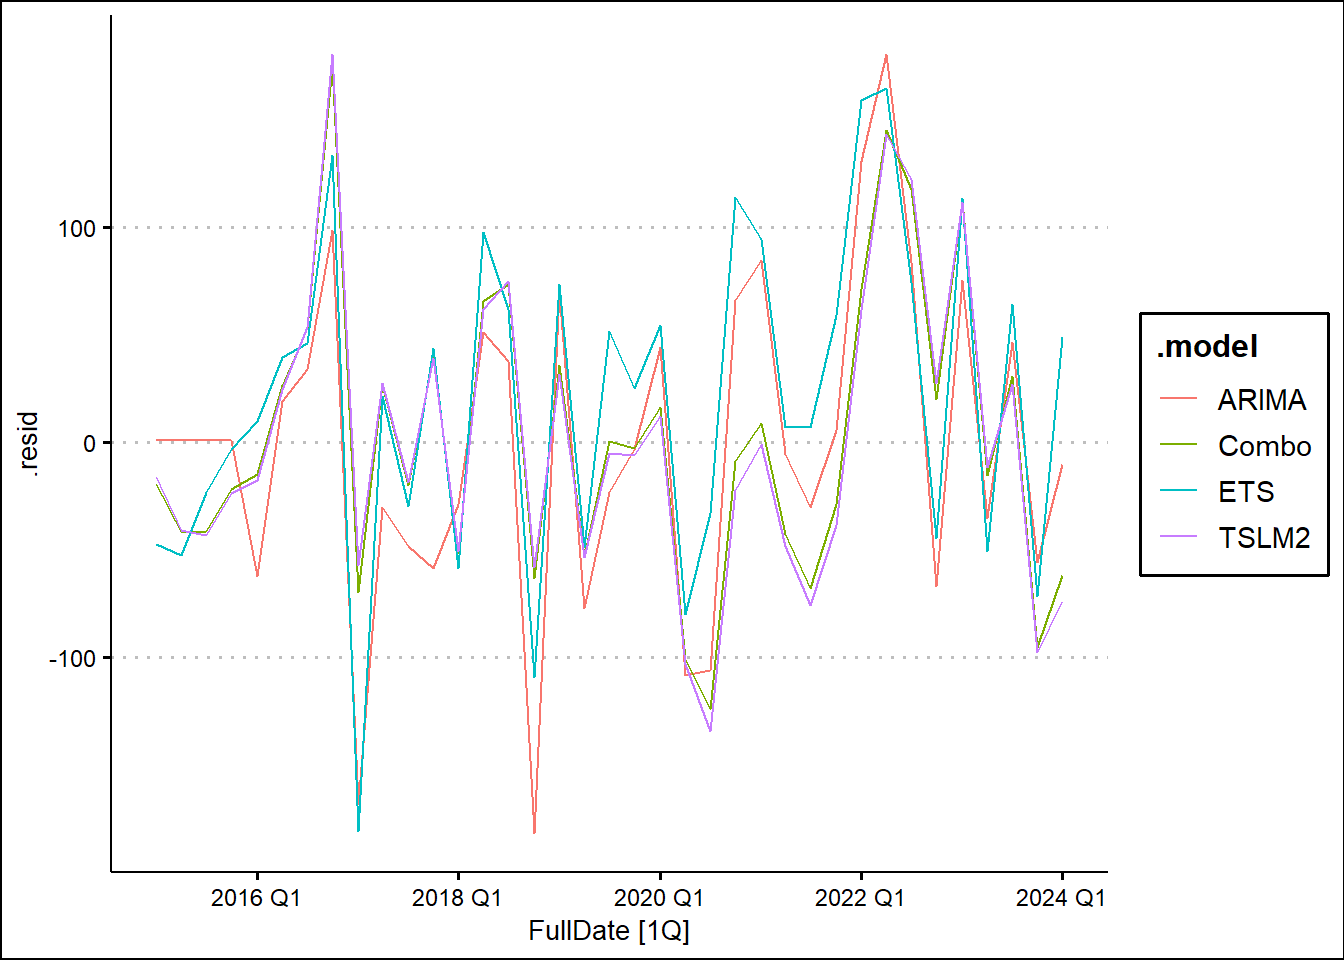 .resid
100
0
-100
2016 Q1
2018 Q1
2020 Q1
2022 Q1
2024 Q1
FullDate [1Q]
.model
ARIMA
Combo
ETS
TSLM2